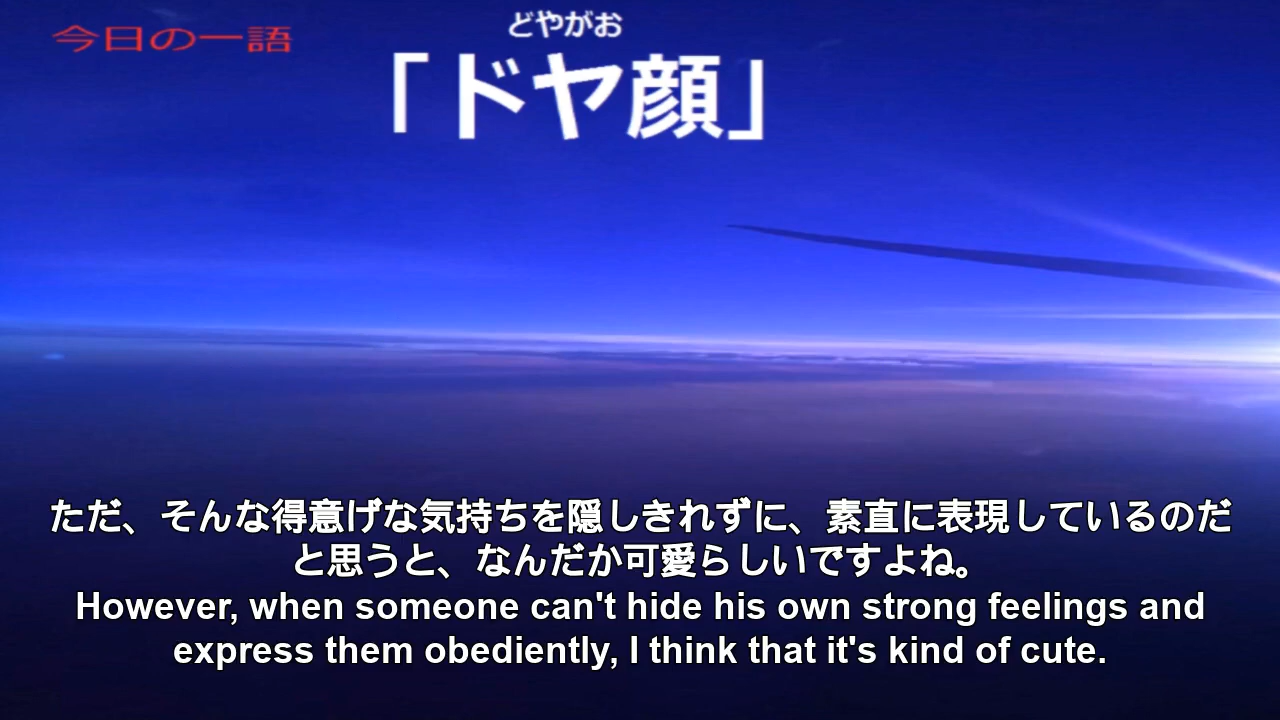 今日の一語
どやがお
「ドヤ顔」
ただ、そんな得意げな気持ちを隠しきれずに、素直に表現しているのだ
と思うと、なんだか可愛らしいですよね。
However, when someone can't hide his own strong feelings and
express them obediently, I think that it's kind of cute.